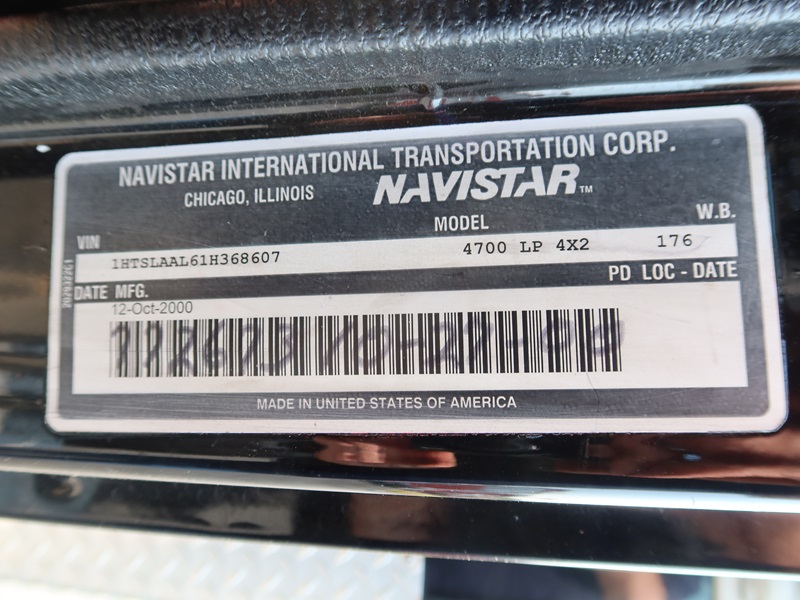 NAVISTAR INTERNATIONAL TRANSPORTATION CORP.
CHICAGO, ILLINOIS NAVISTAR™
VIN MODEL W.B.
1HTSLAAL61H368607 4700 LP 4X2 176
DATE MFG. PD LOC - DATE
12-Oct-2000
MADE IN UNITED STATES OF AMERICA